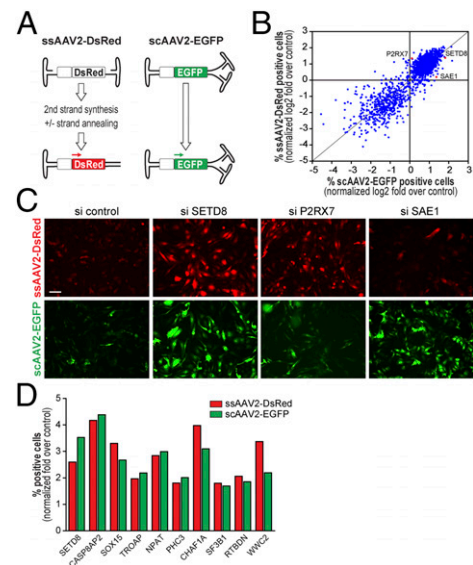 A
ssAAV2-DsRed
scAAV2-EGFP
DsRed
EGFP
2nd strand synthesis
+/- strand annealing
DsRed
EGFP
B
% ssAAV2-DsRed positive cells
(normalized log2 fold over control)
3
2
1
0
-1
-2
-3
-4
-5
-5 -4 -3 -2 -1 0 1 2 3
P2RX7
SETD8
SAE1
% scAAV2-EGFP positive cells
(normalized log2 fold over control)
C
si control
si SETD8
si P2RX7
si SAE1
ssAAV2-DsRed
scAAV2-EGFP
D
% positive cells
(normalized fold over control)
5
4
3
2
1
0
ssAAV2-DsRed
scAAV2-EGFP
SETD8
CASP8AP2
SOX15
TROAP
NPAT
PHC3
CHAF1A
SF3B1
RTBDN
WWC2